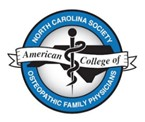 NORTH CAROLINA SOCIETY
American College of
OSTEOPATHIC FAMILY PHYSICIANS